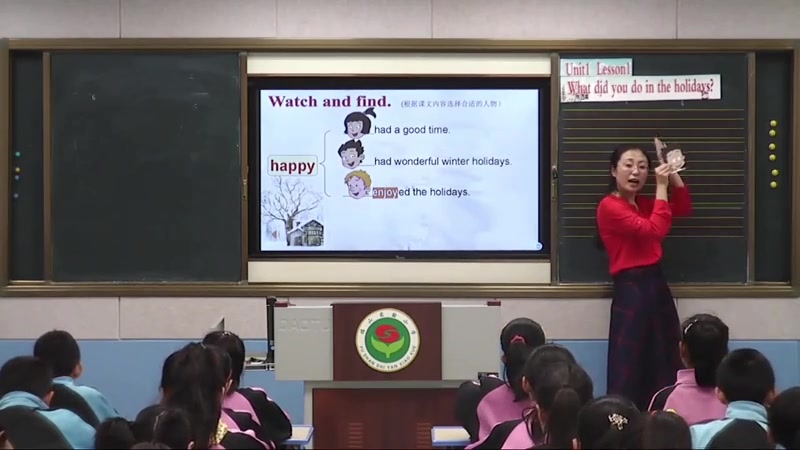 Watch and find. (根据课文内容选择合适的人物)
had a good time.
happy
had wonderful winter holidays.
enjoyed the holidays.
Unit1 Lesson1
What did you do in the holidays?